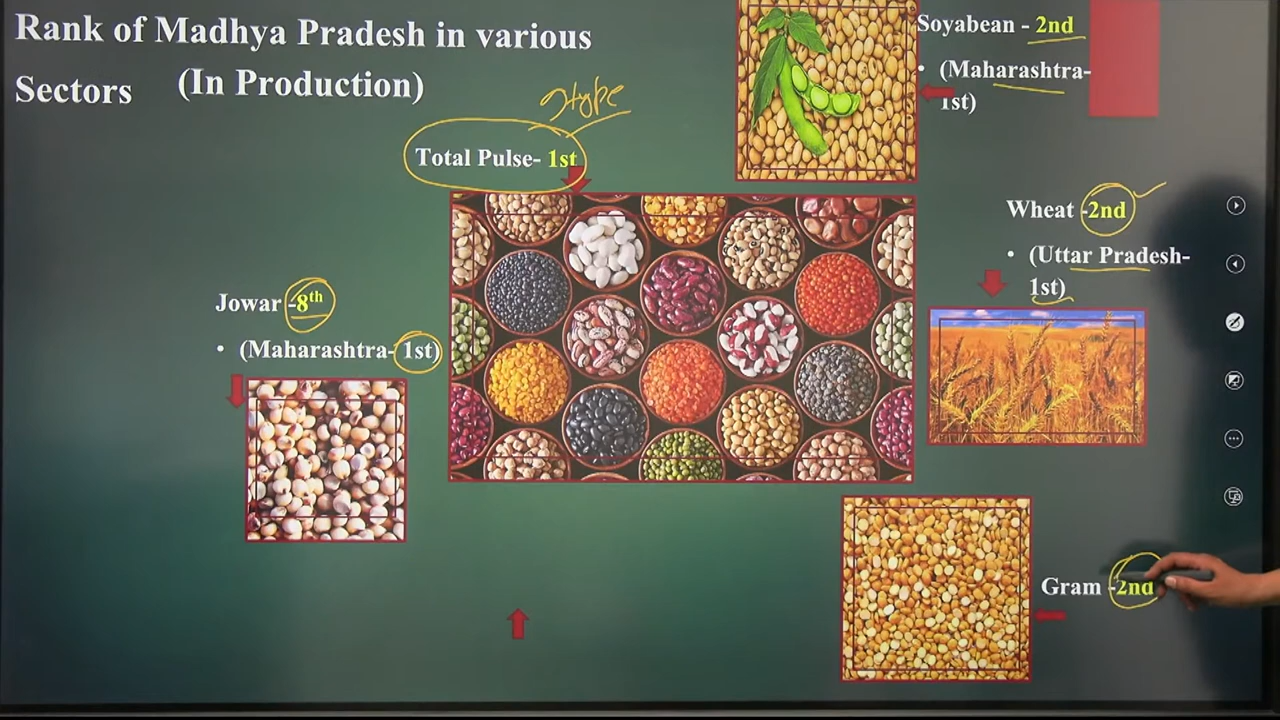 Rank of Madhya Pradesh in various
Sectors (In Production)
Soyabean - 2nd
• (Maharashtra-
1st)
Total Pulse- 1st
Wheat -2nd
• (Uttar Pradesh-
1st)
Jowar -8th
• (Maharashtra- 1st)
Gram -2nd